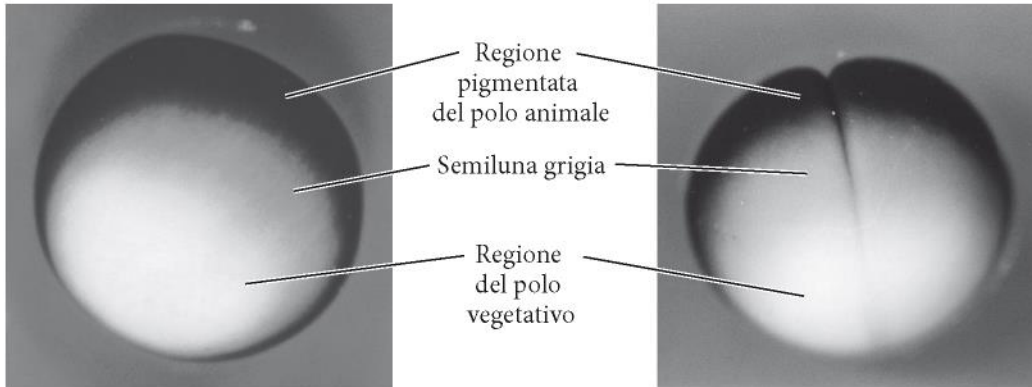 Regione
pigmentata
del polo animale
Semiluna grigia
Regione
del polo
vegetativo